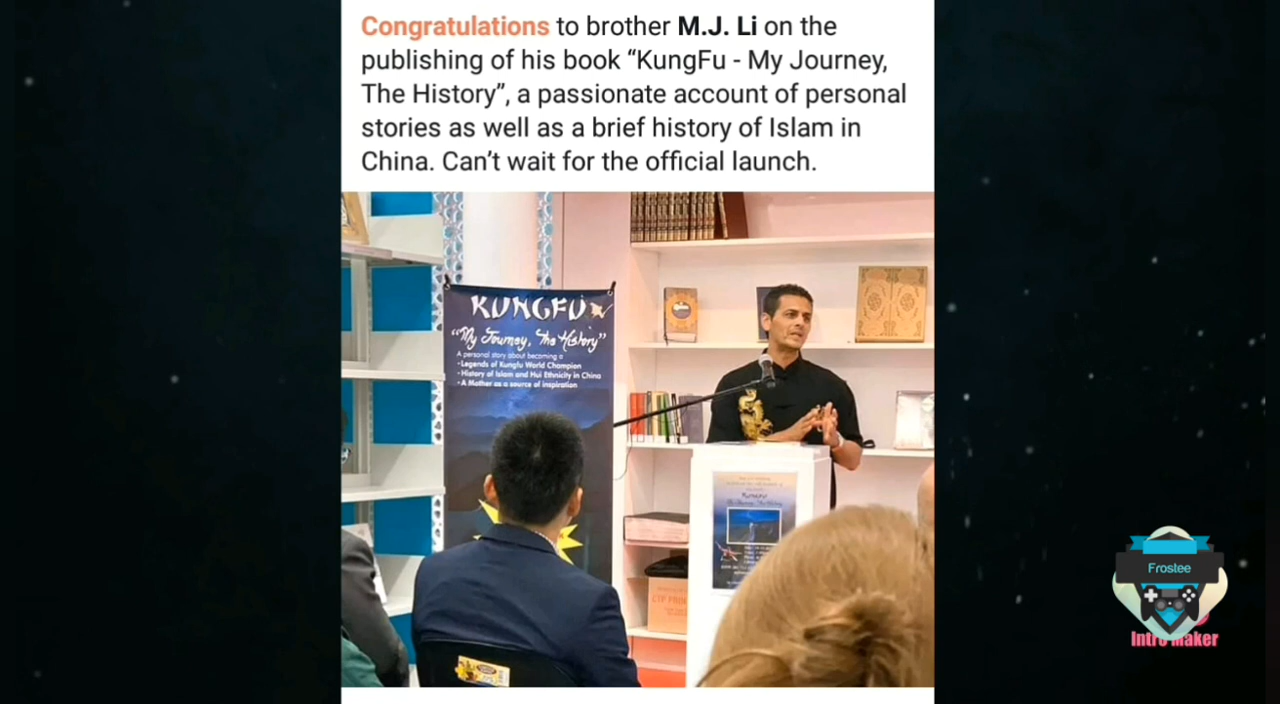 Congratulations to brother M.J. Li on the
publishing of his book “KungFu - My Journey,
The History”, a passionate account of personal
stories as well as a brief history of Islam in
China. Can’t wait for the official launch.
KUNGFU
“My Journey, The History”
A personal story about becoming a
-Legends of Kungfu World Champion
-History of Islam and Hui Ethnicity in China
-A Mother as a source of inspiration
Frostee
Intro Maker